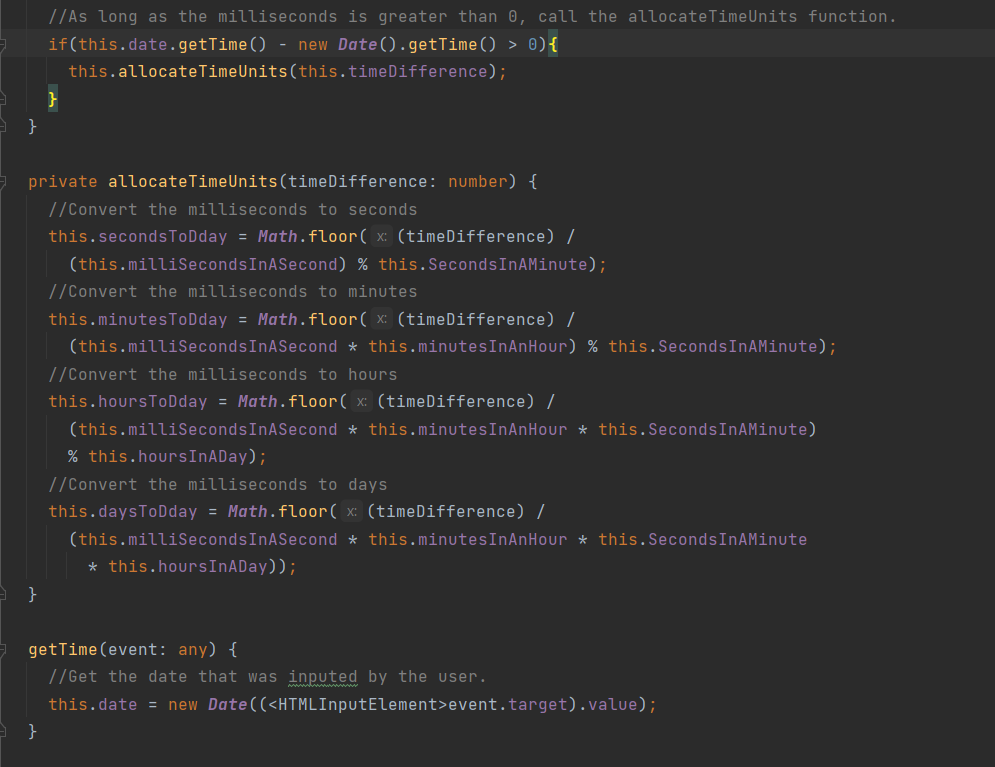 //As long as the milliseconds is greater than 0, call the allocateTimeUnits function.
if(this.date.getTime() - new Date().getTime() > 0){
this.allocateTimeUnits(this.timeDifference);
}
}
private allocateTimeUnits(timeDifference: number) {
//Convert the milliseconds to seconds
this.secondsToDday = Math.floor( x: (timeDifference) /
(this.milliSecondsInASecond) % this.SecondsInAMinute);
//Convert the milliseconds to minutes
this.minutesToDday = Math.floor( x: (timeDifference) /
(this.milliSecondsInASecond * this.minutesInAnHour) % this.SecondsInAMinute);
//Convert the milliseconds to hours
this.hoursToDday = Math.floor( x: (timeDifference) /
(this.milliSecondsInASecond * this.minutesInAnHour * this.SecondsInAMinute)
% this.hoursInADay);
//Convert the milliseconds to days
this.daysToDday = Math.floor( x: (timeDifference) /
(this.milliSecondsInASecond * this.minutesInAnHour * this.SecondsInAMinute
* this.hoursInADay));
}
getTime(event: any) {
//Get the date that was inputed by the user.
this.date = new Date((<HTMLInputElement>event.target).value);
}